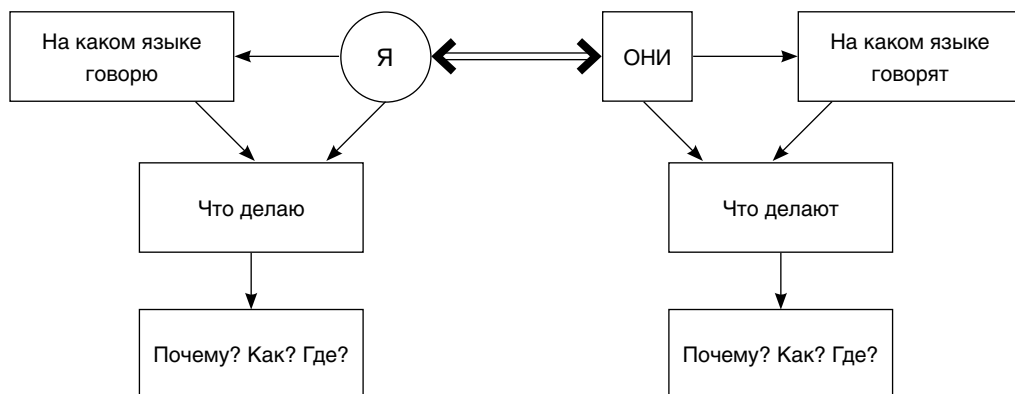 На каком языке
говорю
Я
ОНИ
На каком языке
говорят
Что делаю
Что делают
Почему? Как? Где?
Почему? Как? Где?